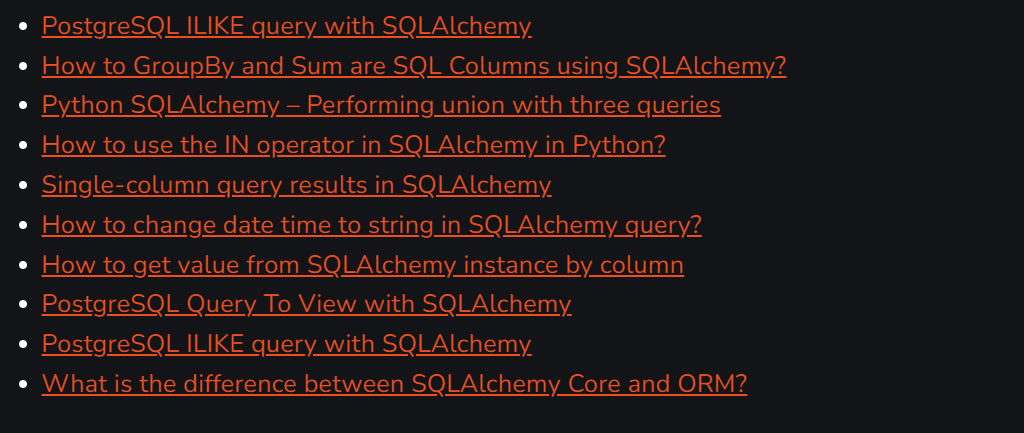 PostgreSQL ILIKE query with SQLAlchemy
How to GroupBy and Sum are SQL Columns using SQLAlchemy?
Python SQLAlchemy – Performing union with three queries
How to use the IN operator in SQLAlchemy in Python?
Single-column query results in SQLAlchemy
How to change date time to string in SQLAlchemy query?
How to get value from SQLAlchemy instance by column
PostgreSQL Query To View with SQLAlchemy
PostgreSQL ILIKE query with SQLAlchemy
What is the difference between SQLAlchemy Core and ORM?